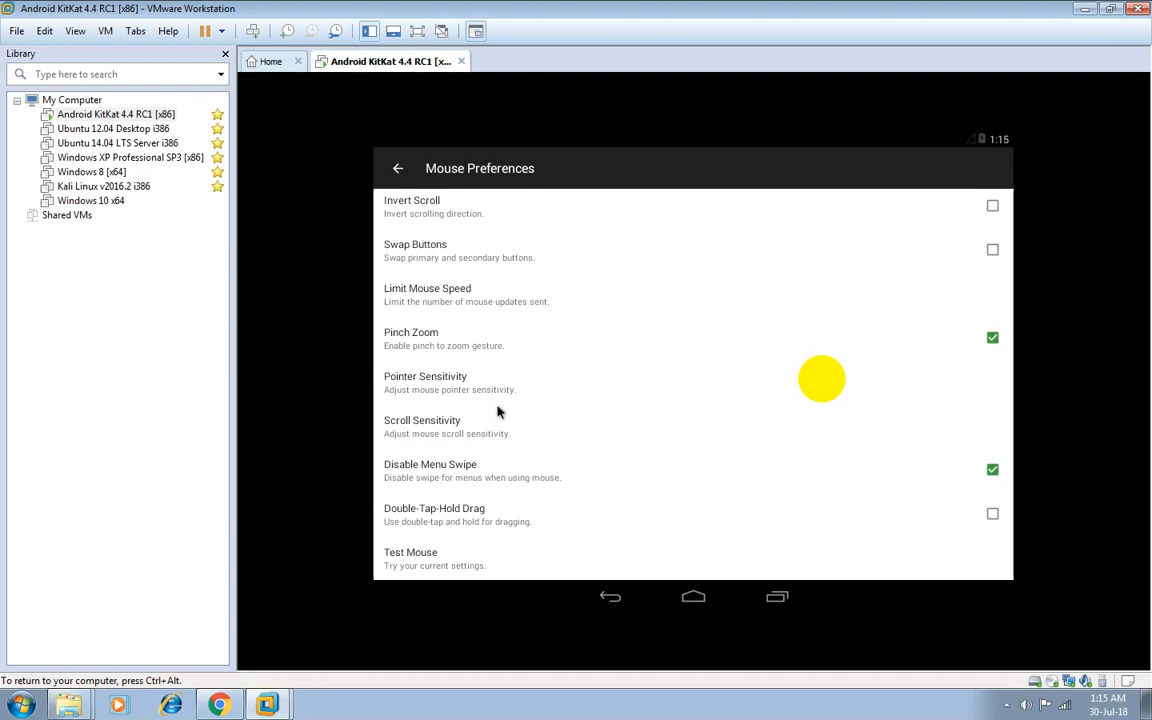 Android KitKat 4.4 RC1 [x86] - VMware Workstation
File Edit View VM Tabs Help
Library
Type here to search
My Computer
Android KitKat 4.4 RC1 [x86]
Ubuntu 12.04 Desktop i386
Ubuntu 14.04 LTS Server i386
Windows XP Professional SP3 [x86]
Windows 8 [x64]
Kali Linux v2016.2 i386
Windows 10 x64
Shared VMs
Home
Android KitKat 4.4 RC1 [x...
1:15
Mouse Preferences
Invert Scroll
Invert scrolling direction.
Swap Buttons
Swap primary and secondary buttons.
Limit Mouse Speed
Limit the number of mouse updates sent.
Pinch Zoom
Enable pinch to zoom gesture.
Pointer Sensitivity
Adjust mouse pointer sensitivity.
Scroll Sensitivity
Adjust mouse scroll sensitivity.
Disable Menu Swipe
Disable swipe for menus when using mouse.
Double-Tap-Hold Drag
Use double-tap and hold for dragging.
Test Mouse
Try your current settings.
To return to your computer, press Ctrl+Alt.
1:15 AM
30-Jul-18